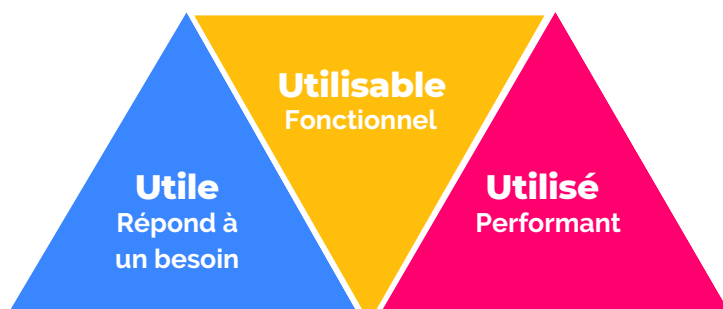 Utile
Répond à
un besoin
Utilisable
Fonctionnel
Utilisé
Performant